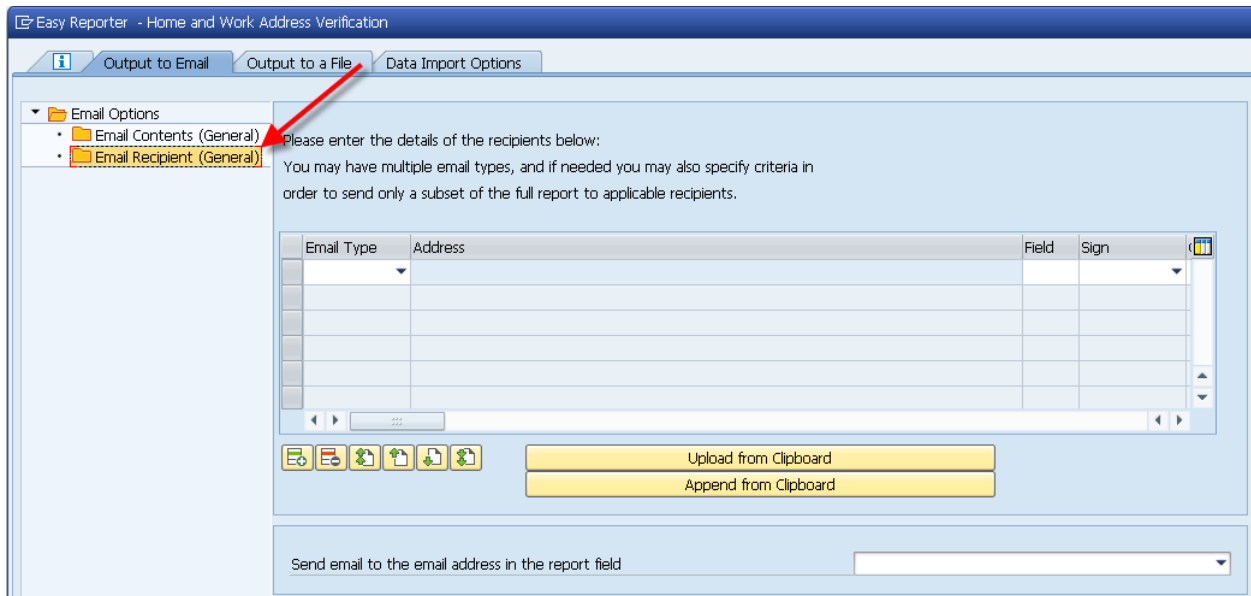 Easy Reporter - Home and Work Address Verification
Output to Email
Output to a File
Data Import Options
Email Options
Email Contents (General)
Email Recipient (General)
Please enter the details of the recipients below:
You may have multiple email types, and if needed you may also specify criteria in
order to send only a subset of the full report to applicable recipients.
Email Type Address Field Sign
Upload from Clipboard
Append from Clipboard
Send email to the email address in the report field